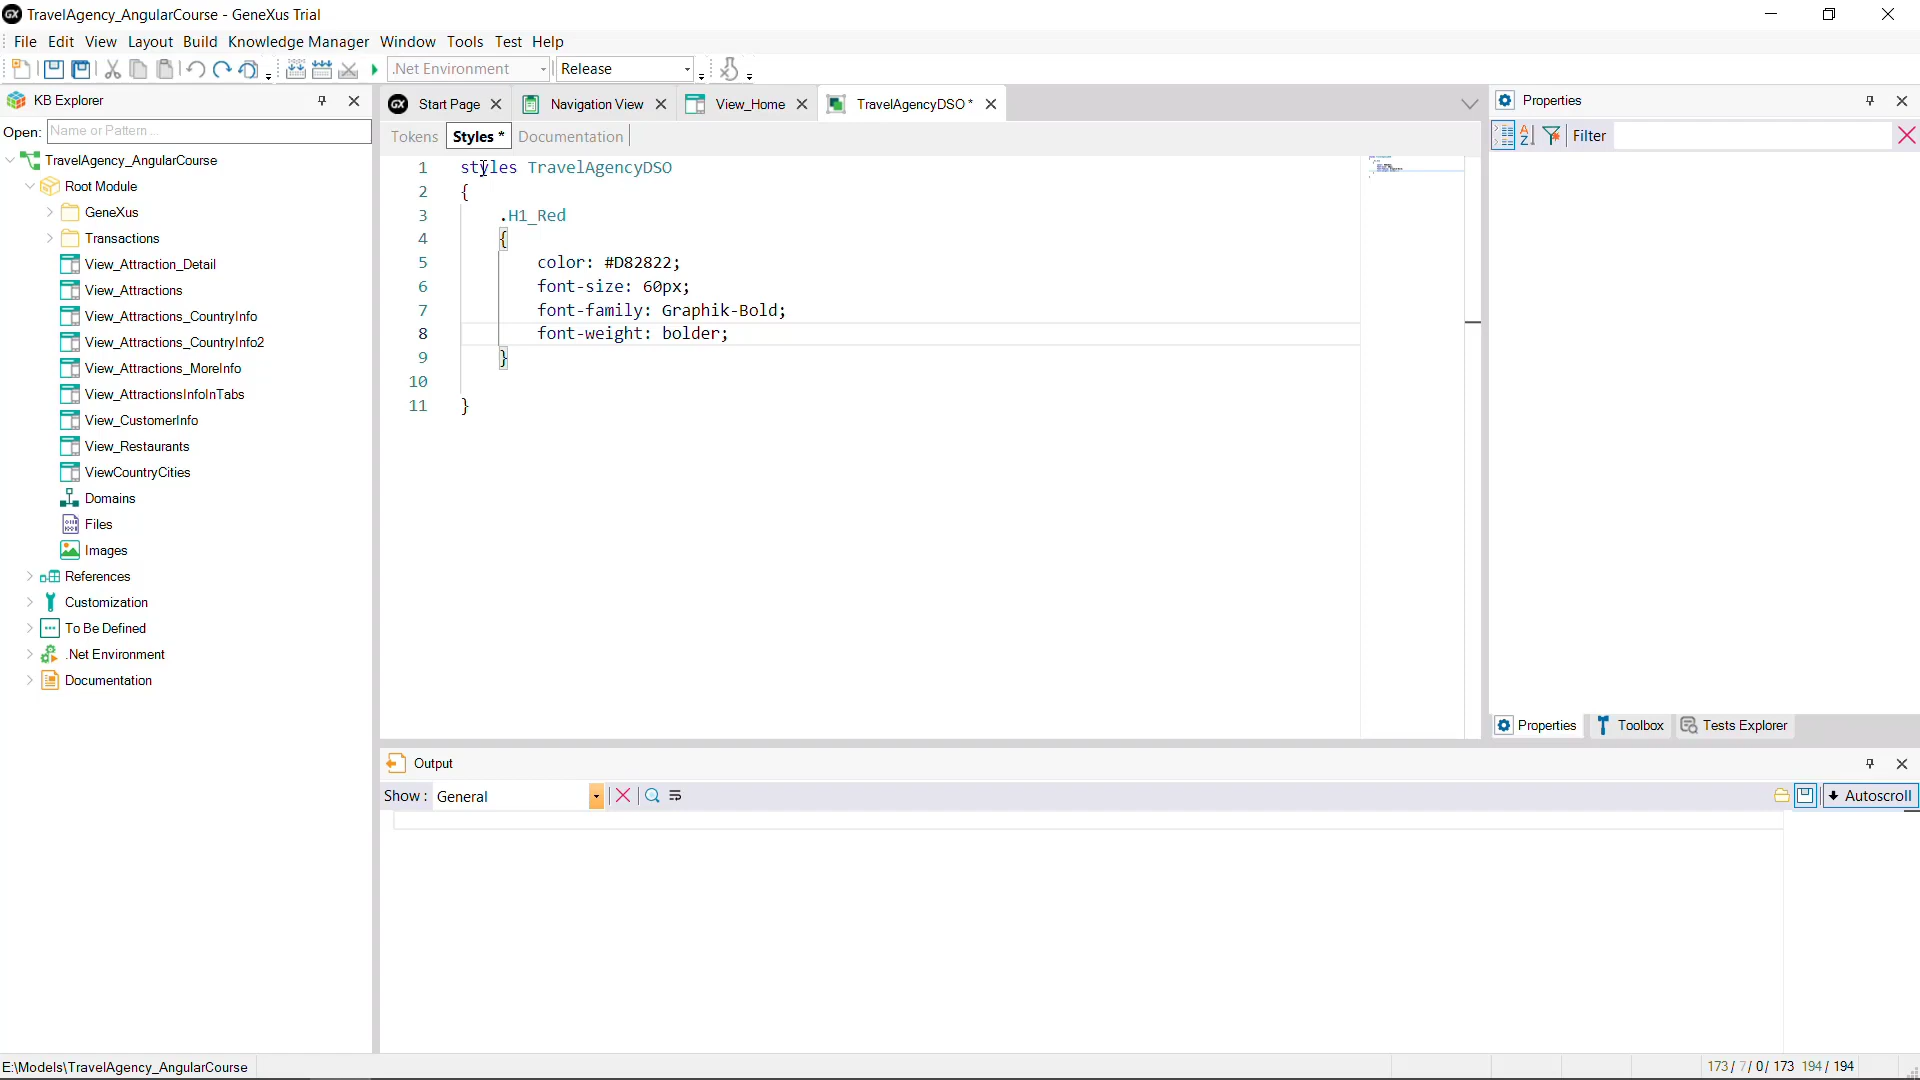 TravelAgency_AngularCourse - GeneXus Trial
File Edit View Layout Build Knowledge Manager Window Tools Test Help
.Net Environment Release
KB Explorer
Open: Name or Pattern ...
TravelAgency_AngularCourse
Root Module
GeneXus
Transactions
View_Attraction_Detail
View_Attractions
View_Attractions_CountryInfo
View_Attractions_CountryInfo2
View_Attractions_MoreInfo
View_AttractionsInfoInTabs
View_CustomerInfo
View_Restaurants
ViewCountryCities
Domains
Files
Images
References
Customization
To Be Defined
.Net Environment
Documentation
Start Page Navigation View View_Home TravelAgencyDSO *
Tokens Styles * Documentation
1 styles TravelAgencyDSO
2 {
3 .H1_Red
4 {
5 color: #D82822;
6 font-size: 60px;
7 font-family: Graphik-Bold;
8 font-weight: bolder;
9 }
10
11 }
Properties
Filter
Properties Toolbox Tests Explorer
Output
Show : General
Autoscroll
E:\Models\TravelAgency_AngularCourse
173 / 7 / 0 / 173 194 / 194